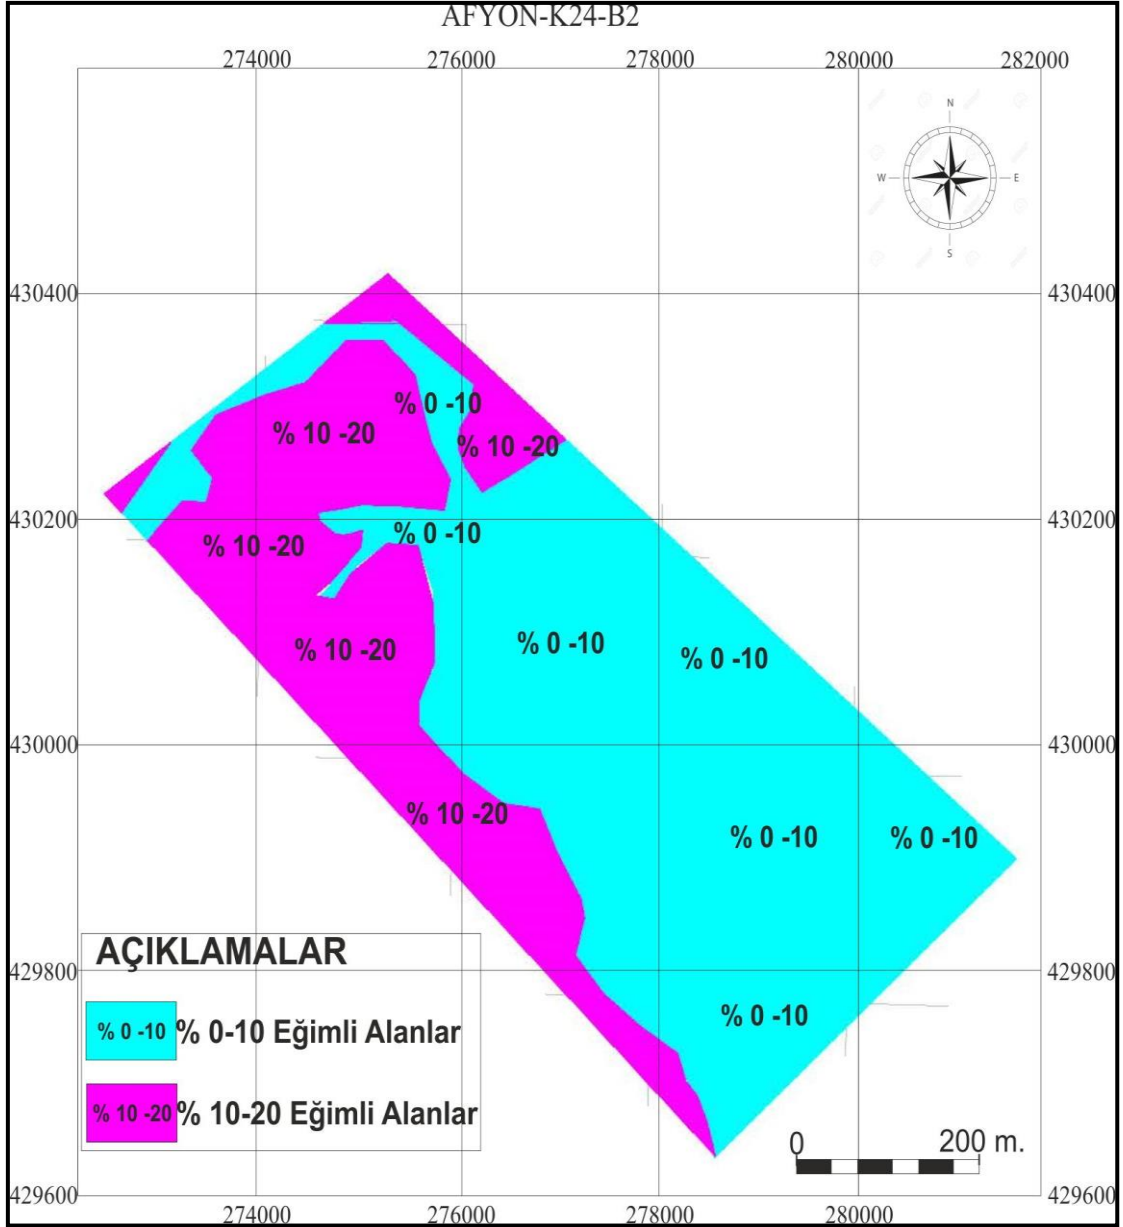 AFYON-K24-B2
274000 276000 278000 280000 282000
N
W E
S
430400 430400
% 0 -10
% 10 -20 % 10 -20
430200 430200
% 0 -10
% 10 -20
% 10 -20 % 0 -10 % 0 -10
430000 430000
% 10 -20 % 0 -10 % 0 -10
AÇIKLAMALAR
429800 429800
% 0 -10 % 0-10 Eğimli Alanlar
% 0 -10
% 10 -20 % 10-20 Eğimli Alanlar
0 200 m.
429600 429600
274000 276000 278000 280000